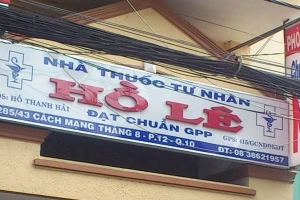 NHÀ THUỐC TƯ NHÂN
HỒ LÊ
ĐẠT CHUẨN GPP
DS: HỒ THANH HẢI
285/43 CÁCH MẠNG THÁNG 8 - P.12 - Q.10
ĐT: 08 38621957